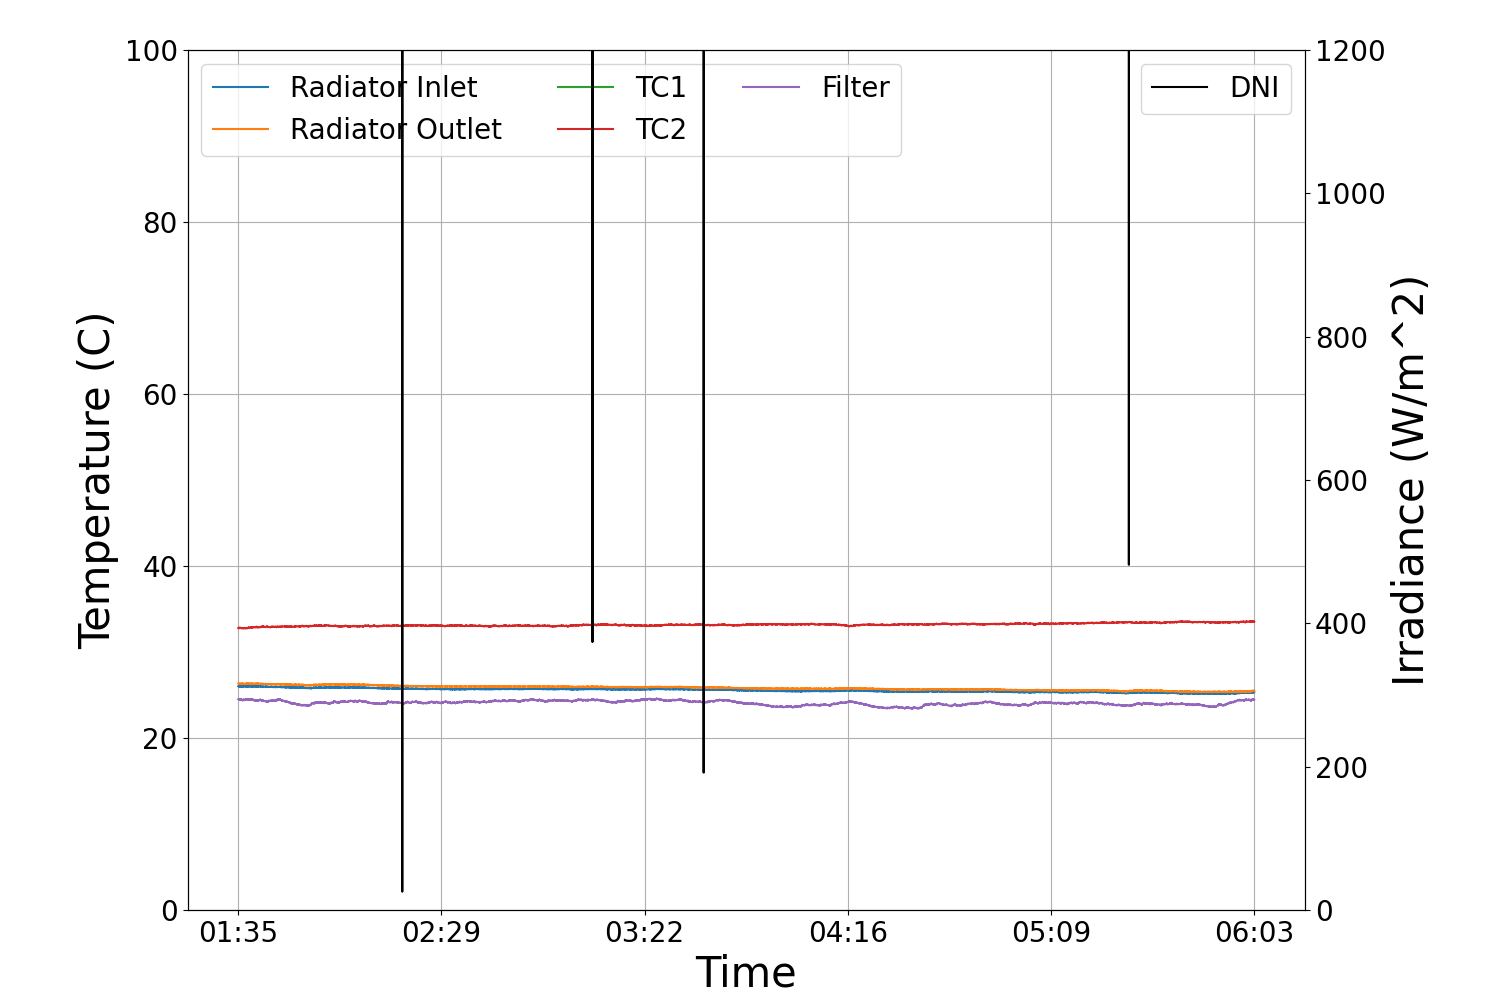 100
80
60
40
20
0
Temperature (C)
Radiator Inlet
Radiator Outlet
TC1
TC2
Filter
DNI
1200
1000
800
600
400
200
0
Irradiance (W/m^2)
01:35 02:29 03:22 04:16 05:09 06:03
Time